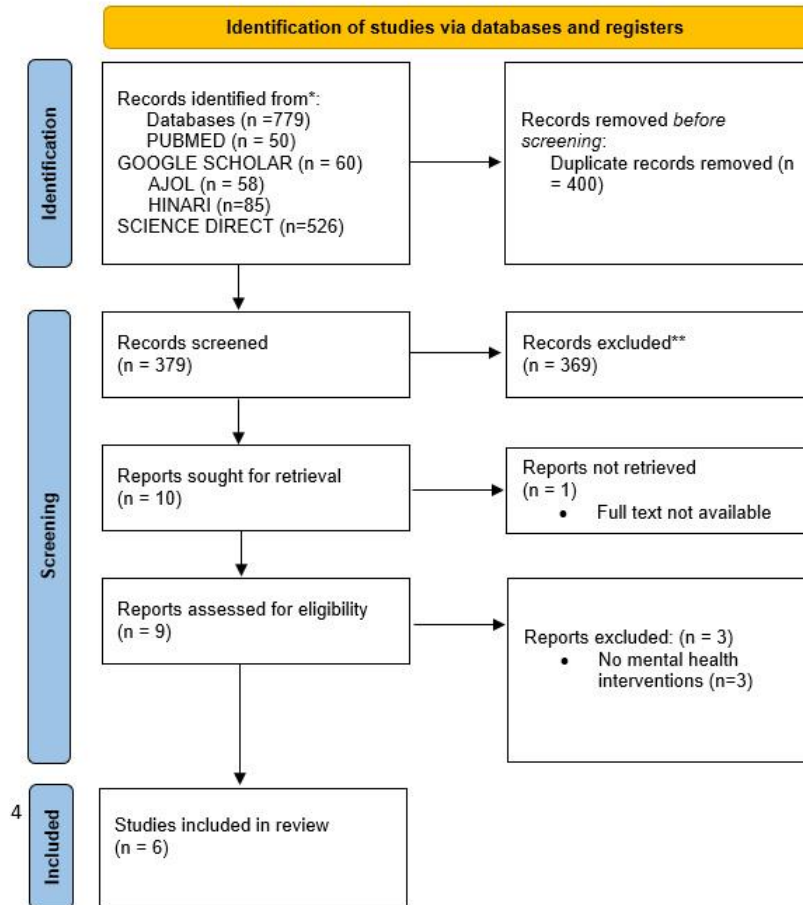 Identification of studies via databases and registers
Identification
Records identified from*:
Databases (n =779)
PUBMED (n = 50)
GOOGLE SCHOLAR (n = 60)
AJOL (n = 58)
HINARI (n=85)
SCIENCE DIRECT (n=526)
Records removed before
screening:
Duplicate records removed (n
= 400)
Screening
Records screened
(n = 379)
Records excluded**
(n = 369)
Reports sought for retrieval
(n = 10)
Reports not retrieved
(n = 1)
• Full text not available
Reports assessed for eligibility
(n = 9)
Reports excluded: (n = 3)
• No mental health
interventions (n=3)
4
Included
Studies included in review
(n = 6)